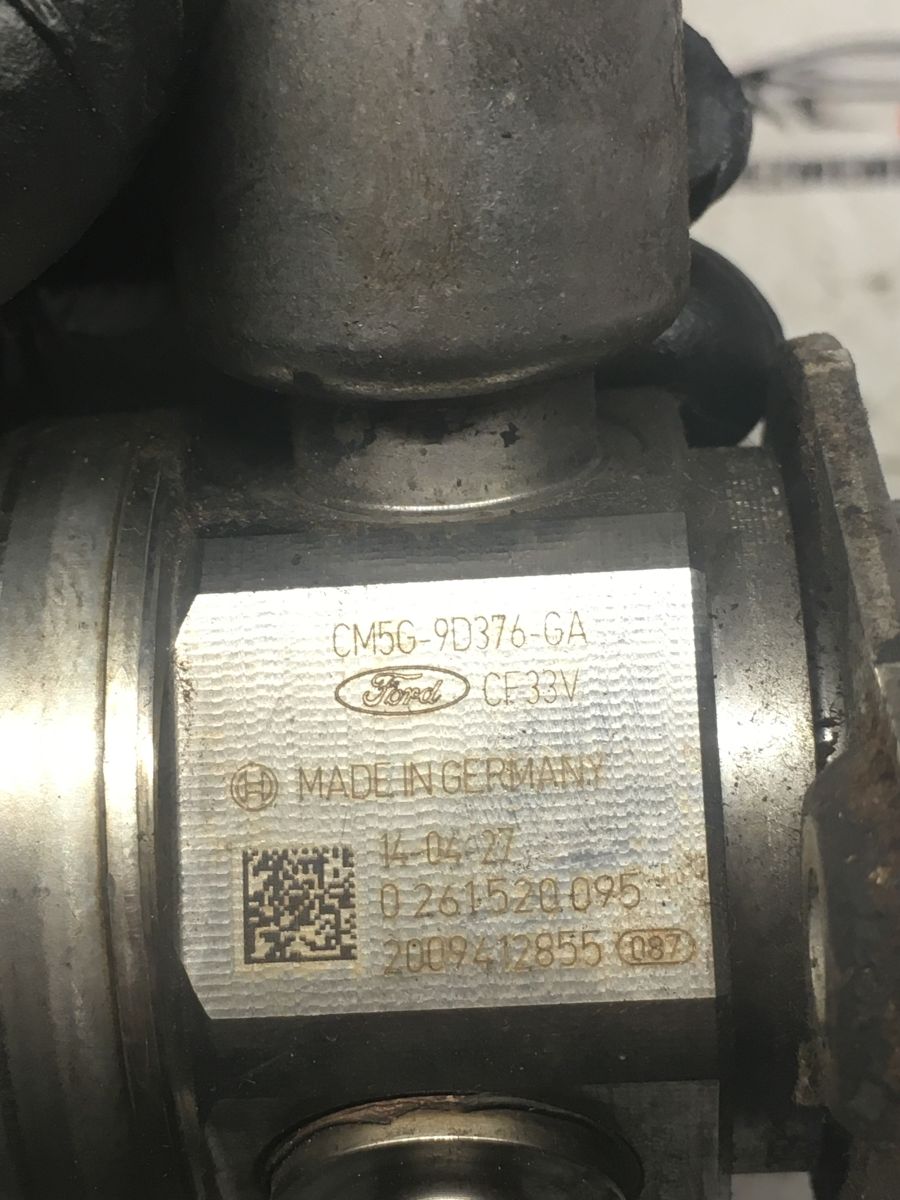 CM5G-9D376-GA
Ford CF33V
MADE IN GERMANY
14-04-27
0 261 520 095
2009412855 087